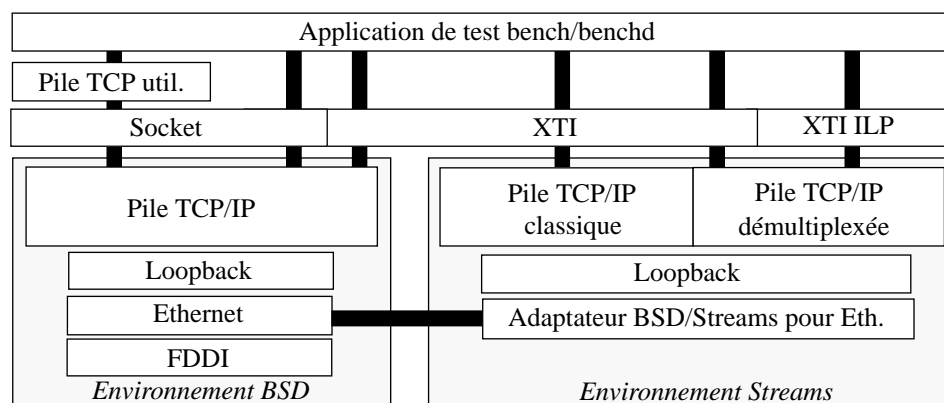 Application de test bench/benchd
Pile TCP util.
Socket
XTI
XTI ILP
Pile TCP/IP
Pile TCP/IP
classique
Pile TCP/IP
démultiplexée
Loopback
Loopback
Ethernet
Adaptateur BSD/Streams pour Eth.
FDDI
Environnement BSD
Environnement Streams